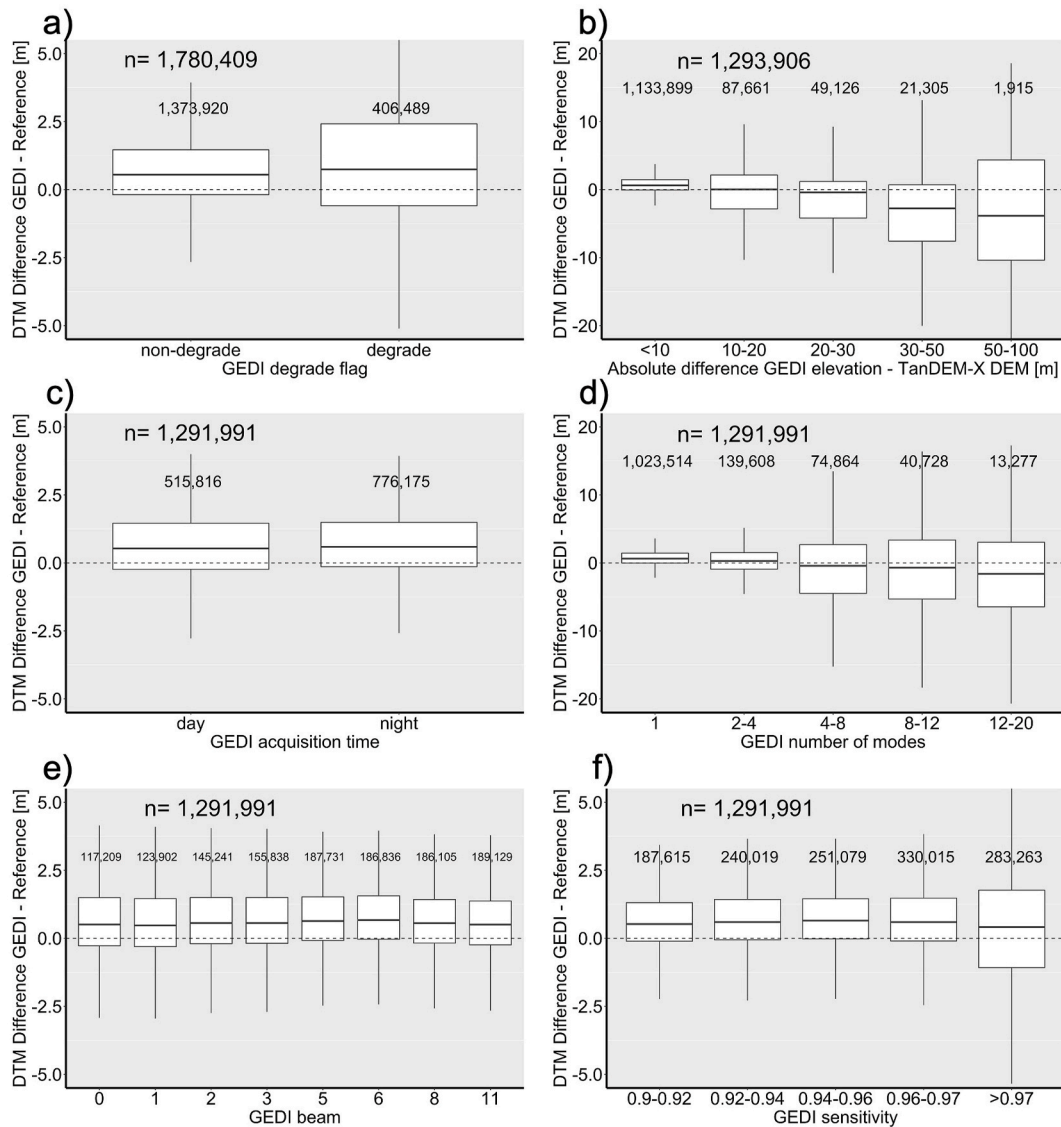 a)
DTM Difference GEDI - Reference [m]
n= 1,780,409
1,373,920 406,489
5.0
2.5
0.0
-2.5
-5.0
non-degrade degrade
GEDI degrade flag
b)
DTM Difference GEDI - Reference [m]
n= 1,293,906
1,133,899 87,661 49,126 21,305 1,915
20
10
0
-10
-20
<10 10-20 20-30 30-50 50-100
Absolute difference GEDI elevation - TanDEM-X DEM [m]
c)
DTM Difference GEDI - Reference [m]
n= 1,291,991
515,816 776,175
5.0
2.5
0.0
-2.5
-5.0
day night
GEDI acquisition time
d)
DTM Difference GEDI - Reference [m]
n= 1,291,991
1,023,514 139,608 74,864 40,728 13,277
20
10
0
-10
-20
1 2-4 4-8 8-12 12-20
GEDI number of modes
e)
DTM Difference GEDI - Reference [m]
n= 1,291,991
117,209 123,902 145,241 155,838 187,731 186,836 186,105 189,129
5.0
2.5
0.0
-2.5
-5.0
0 1 2 3 5 6 8 11
GEDI beam
f)
DTM Difference GEDI - Reference [m]
n= 1,291,991
187,615 240,019 251,079 330,015 283,263
5.0
2.5
0.0
-2.5
-5.0
0.9-0.92 0.92-0.94 0.94-0.96 0.96-0.97 >0.97
GEDI sensitivity